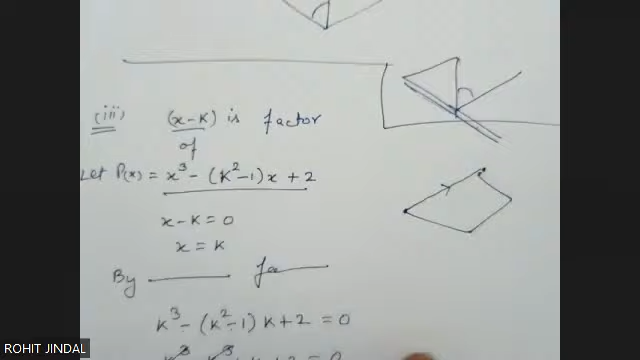 (iii) (x-K) is factor
of
Let P(x) = x³ - (K²-1)x + 2
x - K = 0
x = K
By
K³ - (K²-1) K + 2 = 0
ROHIT JINDAL